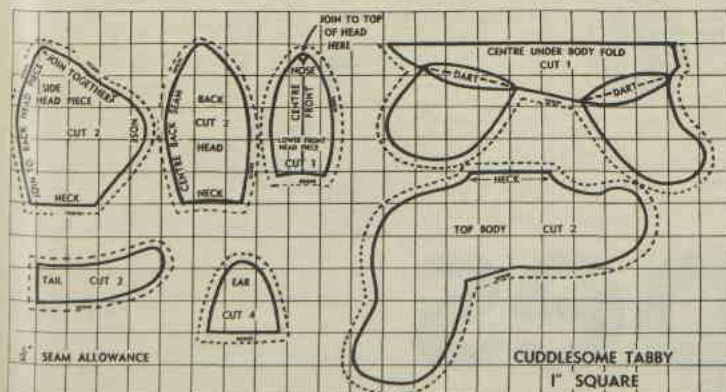 JOIN TO TOP
OF HEAD
HERE
JOIN TOGETHER
SIDE
HEAD PIECE
CUT 2
JOIN TO BACK HEAD PIECE
NOSE
NECK
CENTRE BACK SEAM
BACK
CUT 2
HEAD
NECK
NOSE
CENTRE
FRONT
LOWER FRONT
HEAD PIECE
CUT 1
CENTRE UNDER BODY FOLD
CUT 1
DART
DART
NECK
TOP BODY CUT 2
TAIL CUT 2
EAR
CUT 4
SEAM ALLOWANCE
CUDDLESOME TABBY
1" SQUARE